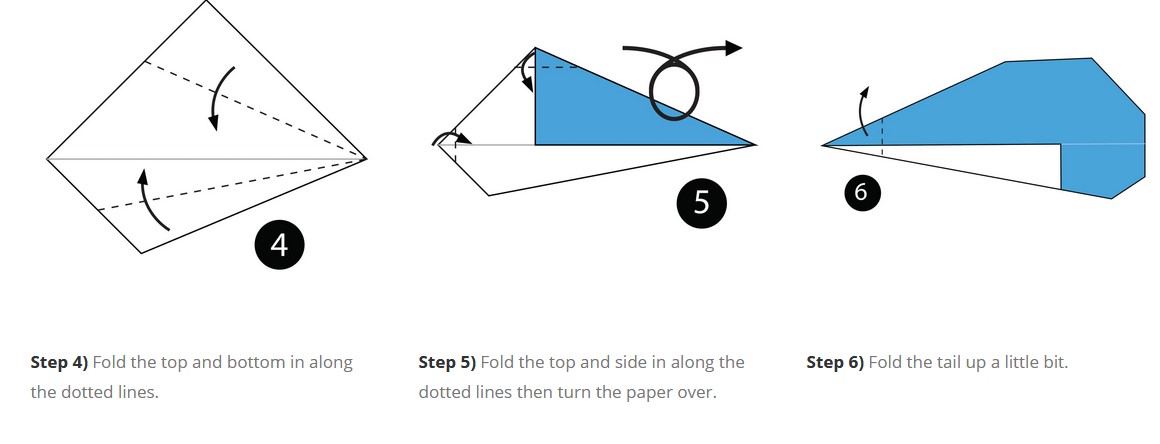 4
5
6
Step 4) Fold the top and bottom in along
the dotted lines.
Step 5) Fold the top and side in along the
dotted lines then turn the paper over.
Step 6) Fold the tail up a little bit.